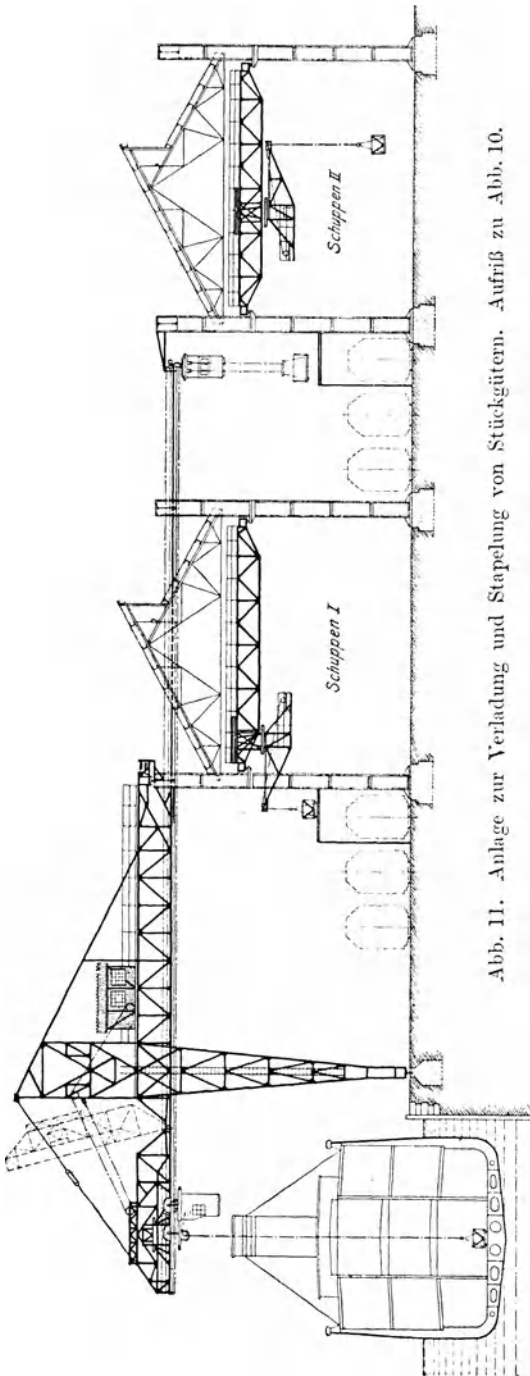 Schuppen I
Schuppen II
Abb. 11. Anlage zur Verladung und Stapelung von Stückgütern. Aufriß zu Abb. 10.